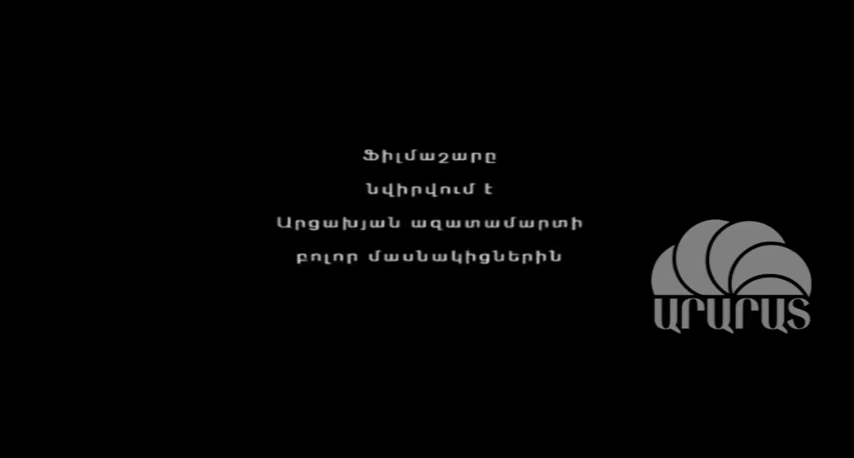 Ֆիլմաշարը
նվիրվում է
Արցախյան ազատամարտի
բոլոր մասնակիցներին
ԱՐԱՐԱՏ